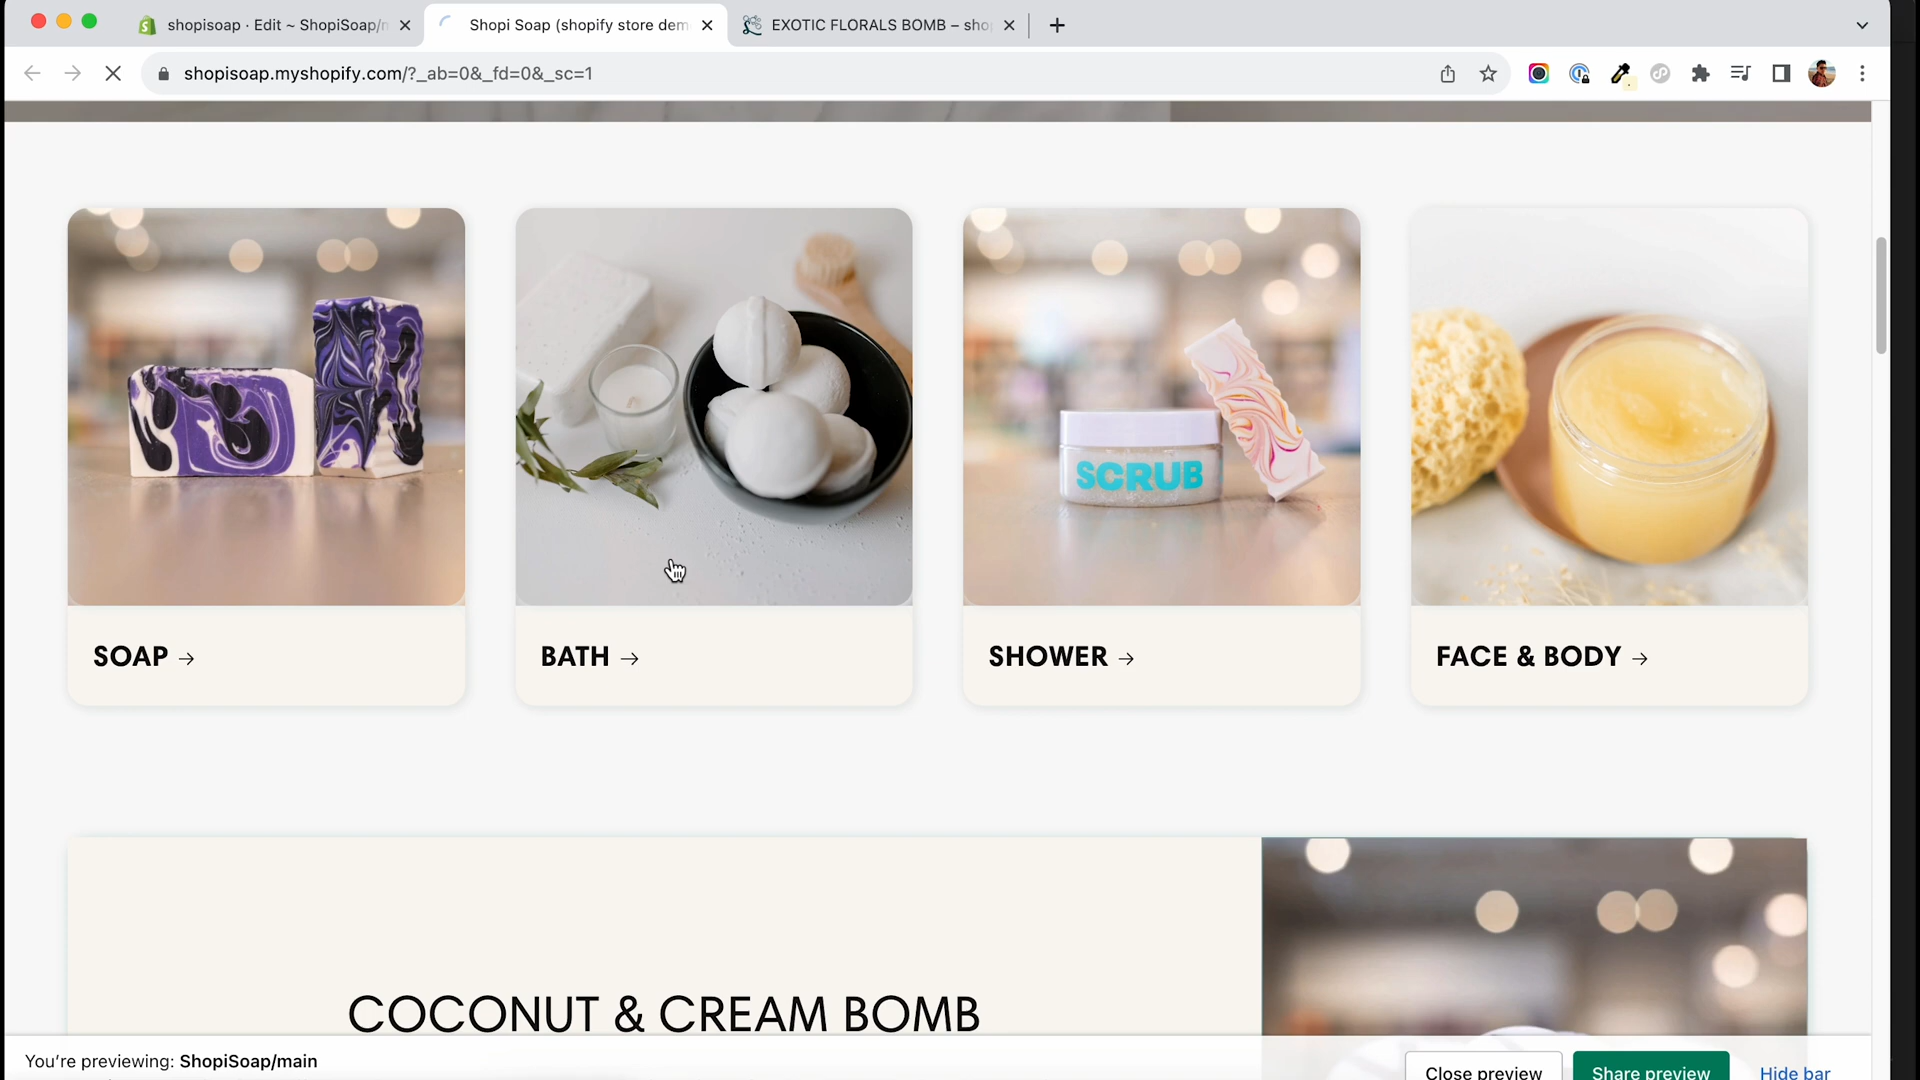 shopisoap · Edit ~ ShopiSoap/m
Shopi Soap (shopify store dem
EXOTIC FLORALS BOMB – sho
shopisoap.myshopify.com/?_ab=0&_fd=0&_sc=1
SCRUB
SOAP →
BATH →
SHOWER →
FACE & BODY →
COCONUT & CREAM BOMB
You're previewing: ShopiSoap/main
Close preview
Share preview
Hide bar